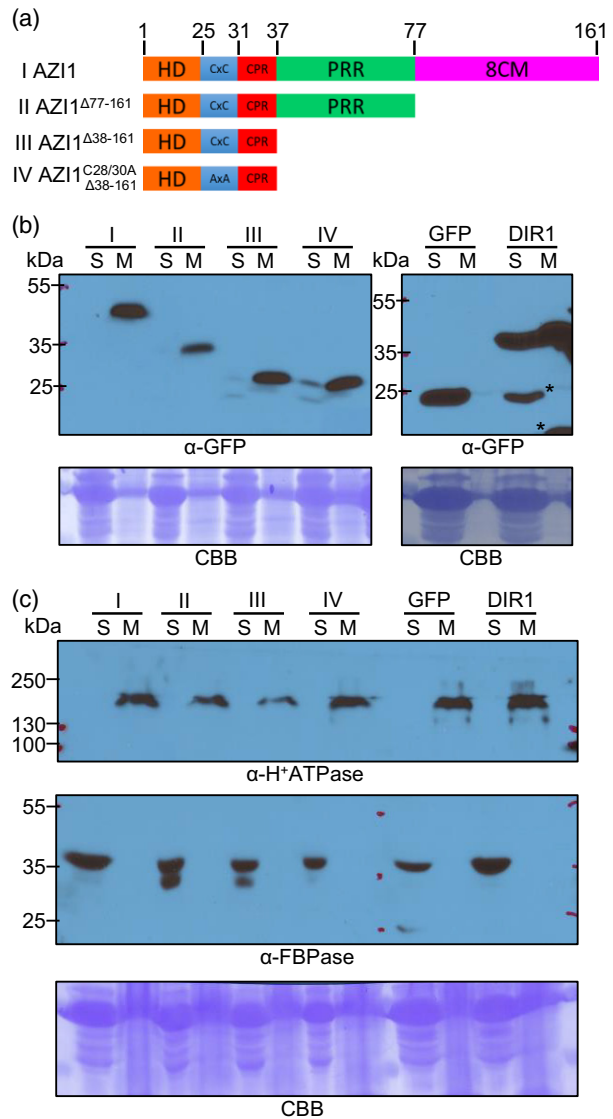 (a)
1 25 31 37 77 161
I AZI1 HD CxC CPR PRR 8CM
II AZI1Δ77-161 HD CxC CPR PRR
III AZI1Δ38-161 HD CxC CPR
IV AZI1C28/30A Δ38-161 HD AxA CPR
(b)
I II III IV GFP DIR1
kDa S M S M S M S M kDa S M S M
55 55
35 35
25 25 *
*
α-GFP α-GFP
CBB CBB
(c)
I II III IV GFP DIR1
kDa S M S M S M S M S M S M
250
130
100
α-H+ATPase
55
35
25
α-FBPase
CBB